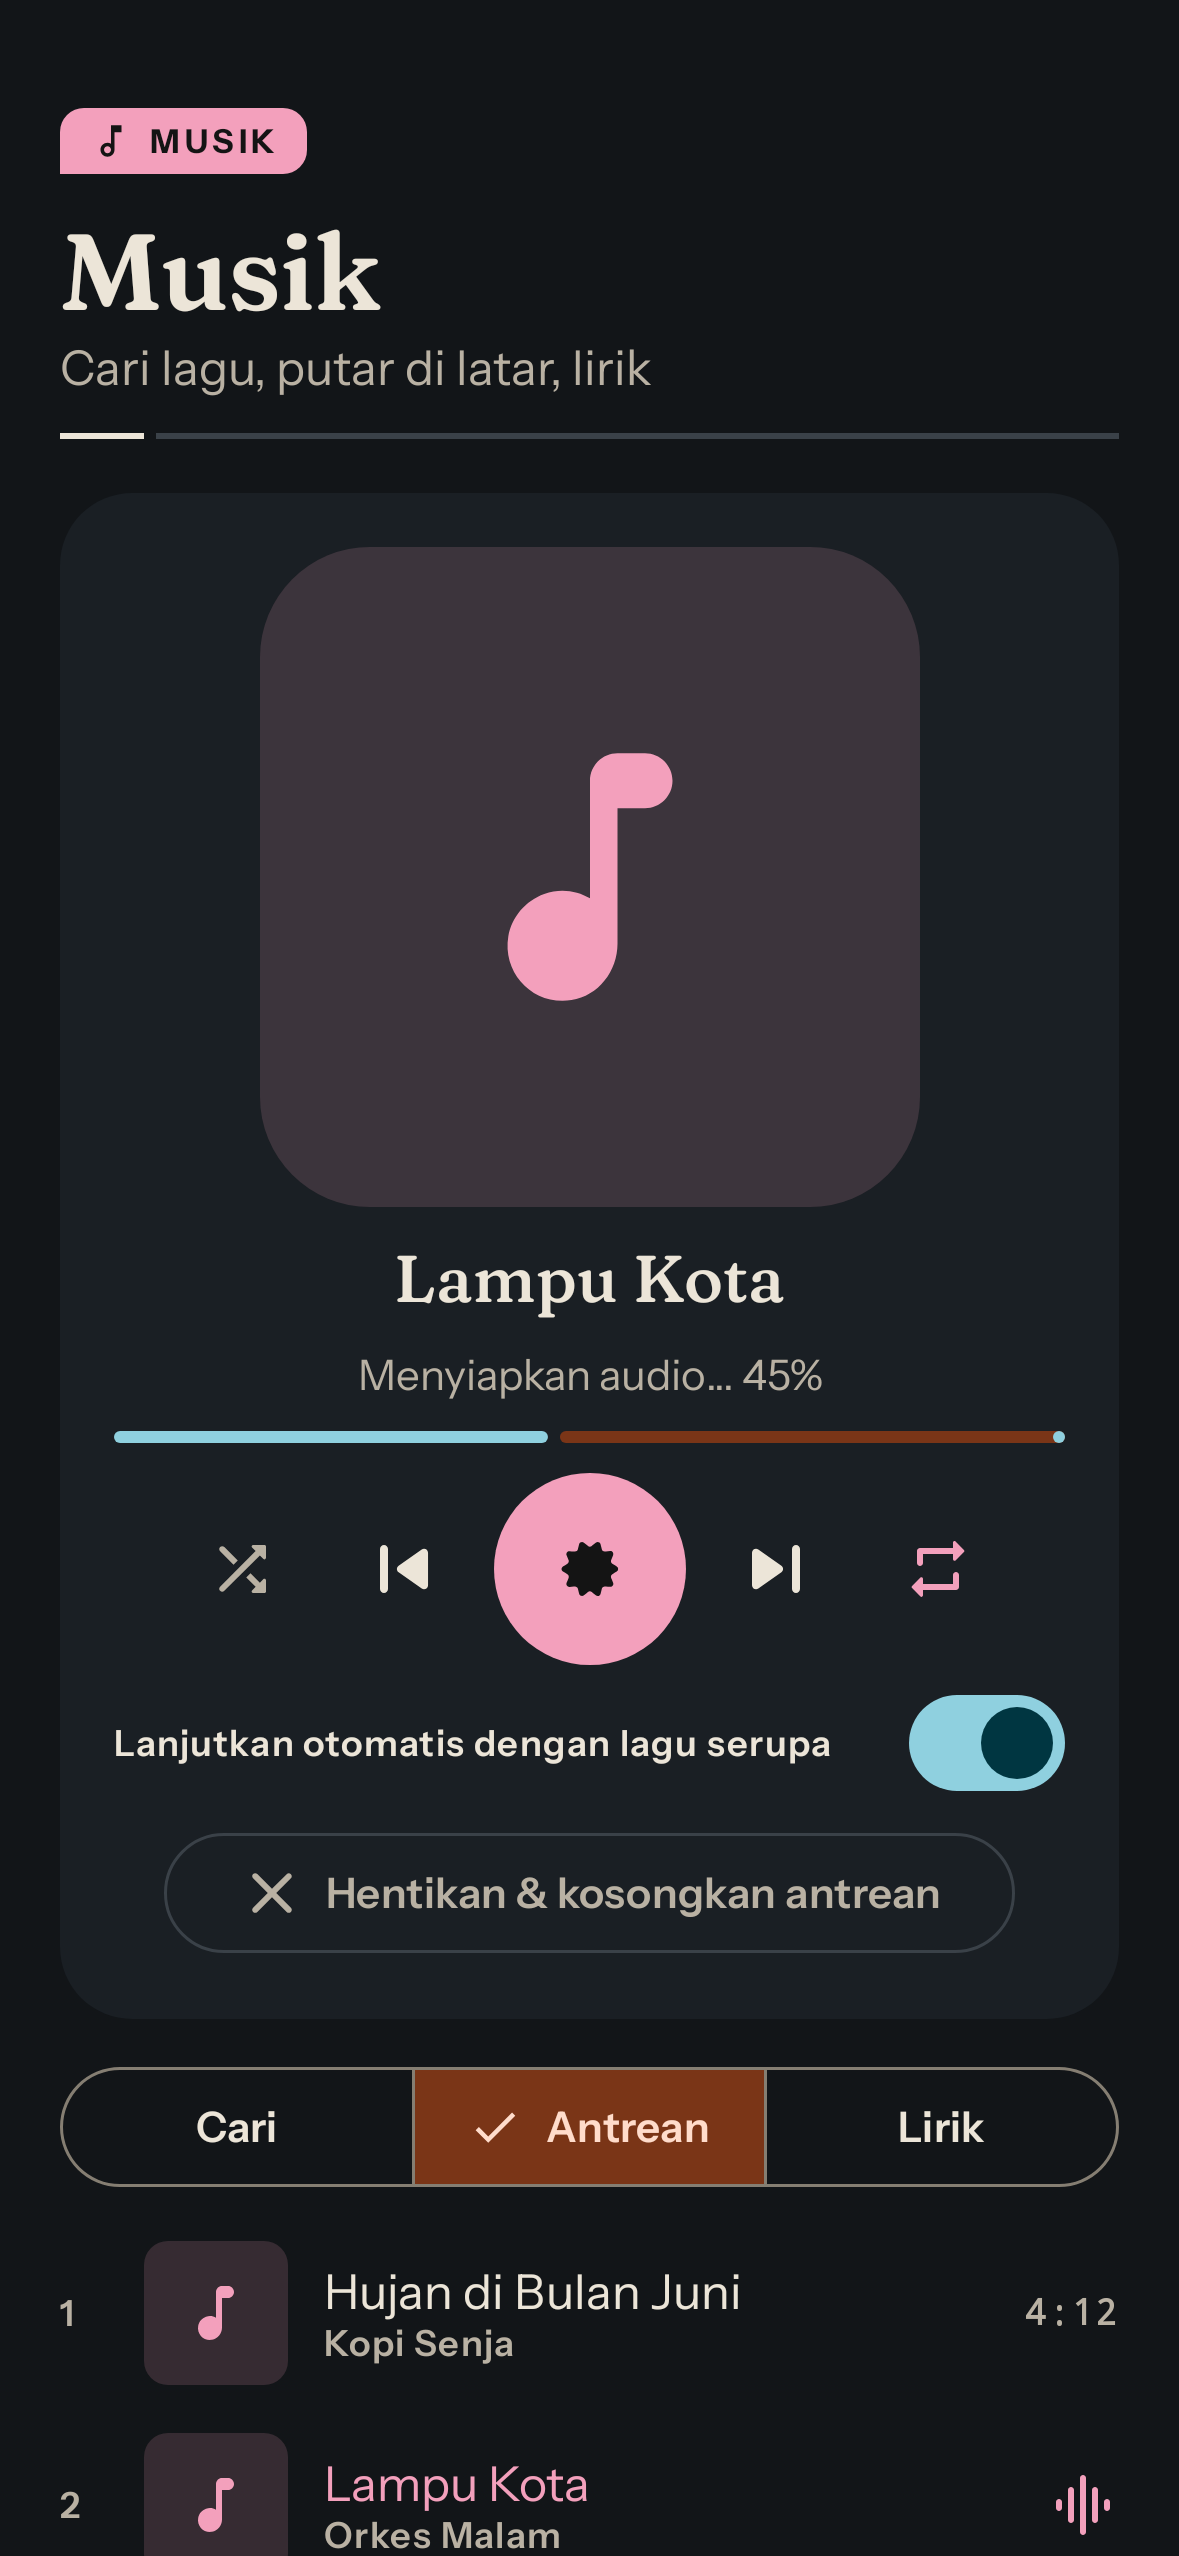 MUSIK
Musik
Cari lagu, putar di latar, lirik
Lampu Kota
Menyiapkan audio... 45%
Lanjutkan otomatis dengan lagu serupa
Hentikan & kosongkan antrean
Cari
Antrean
Lirik
1
Hujan di Bulan Juni
Kopi Senja
4:12
2
Lampu Kota
Orkes Malam